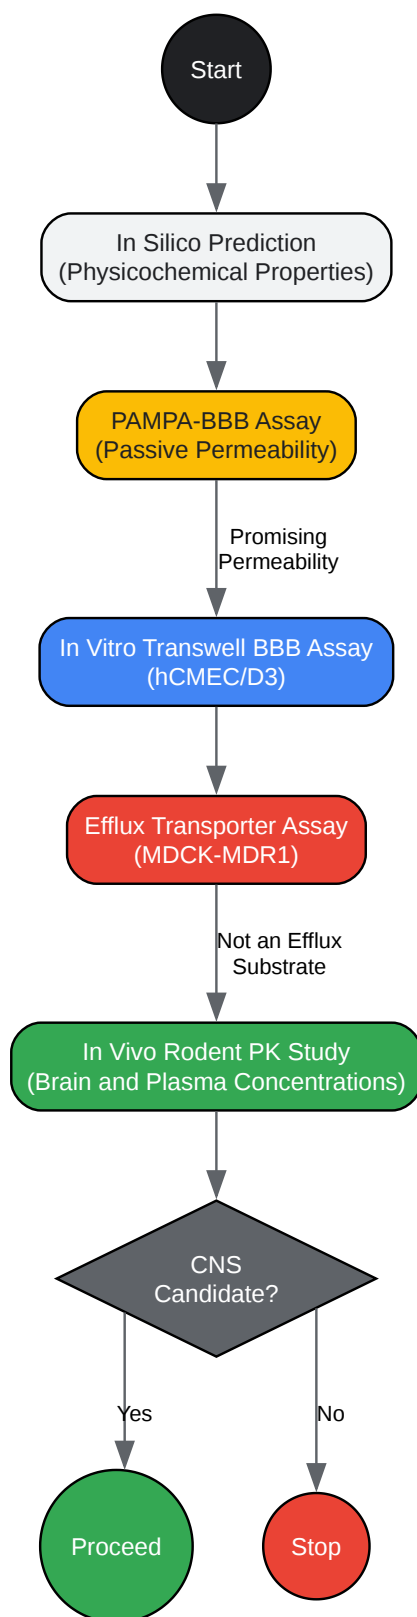 Start
In Silico Prediction
(Physicochemical Properties)
PAMPA-BBB Assay
(Passive Permeability)
Promising
Permeability
In Vitro Transwell BBB Assay
(hCMEC/D3)
Efflux Transporter Assay
(MDCK-MDR1)
Not an Efflux
Substrate
In Vivo Rodent PK Study
(Brain and Plasma Concentrations)
CNS
Candidate?
Yes
No
Proceed
Stop